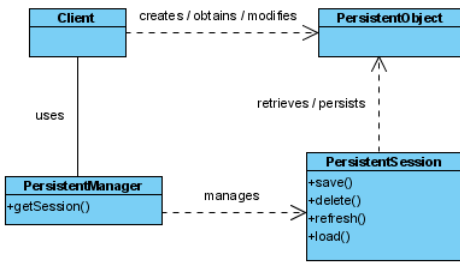 Client
creates / obtains / modifies
PersistentObject
retrieves / persists
uses
PersistentManager
+getSession()
manages
PersistentSession
+save()
+delete()
+refresh()
+load()